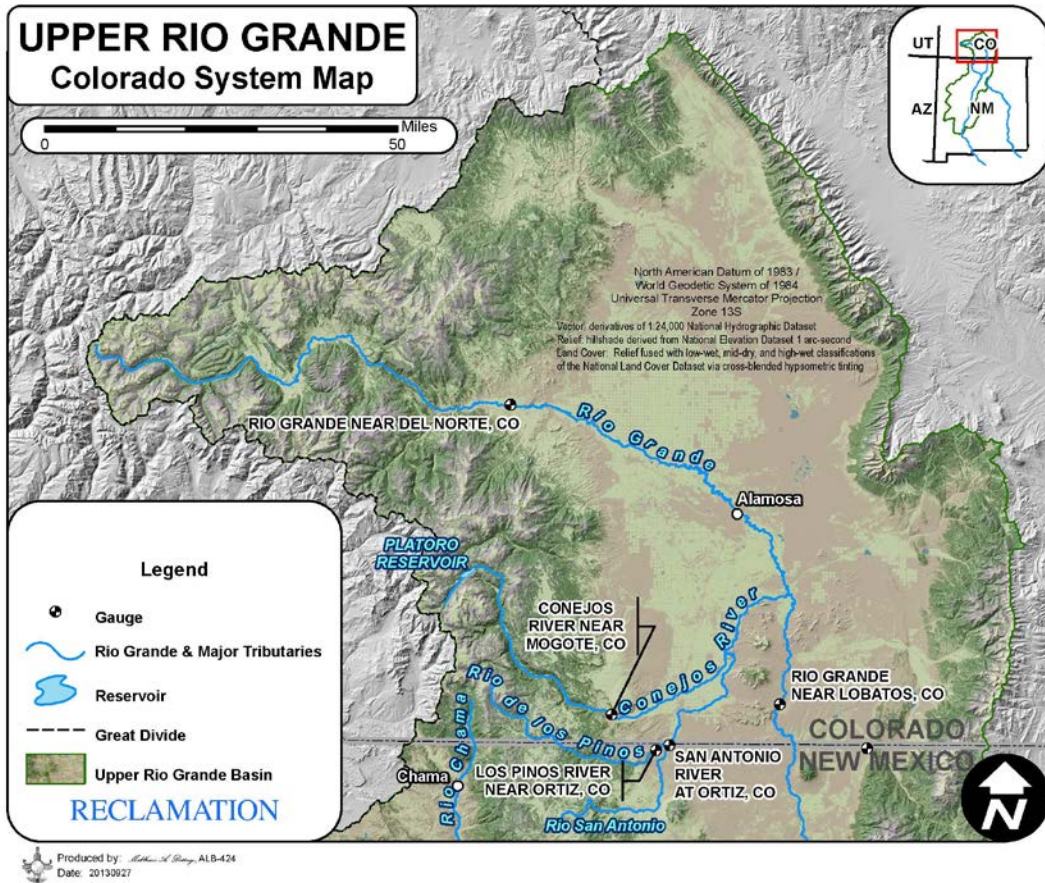 UPPER RIO GRANDE
Colorado System Map
Miles
0
50
UT
CO
AZ
NM
North American Datum of 1983 /
World Geodetic System of 1984
Universal Transverse Mercator Projection
Zone 13S
Vector: derivatives of 1:24,000 National Hydrographic Dataset
Relief: hillshade derived from National Elevation Dataset 1 arc-second
Land Cover: Relief fused with low-wet, mid-dry, and high-wet classifications
of the National Land Cover Dataset via cross-blended hypsometric tinting
RIO GRANDE NEAR DEL NORTE, CO
Rio Grande
Alamosa
PLATORO
RESERVOIR
CONEJOS
RIVER NEAR
MOGOTE, CO
Conejos River
RIO GRANDE
NEAR LOBATOS, CO
Rio de los Pinos
Rio Chama
COLORADO
NEW MEXICO
Chama
LOS PINOS RIVER
NEAR ORTIZ, CO
SAN ANTONIO
RIVER
AT ORTIZ, CO
Rio San Antonio
Legend
Gauge
Rio Grande & Major Tributaries
Reservoir
Great Divide
Upper Rio Grande Basin
RECLAMATION
N
Produced by: ALB-424
Date: 20130927